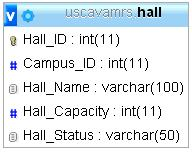 v uscavamrs hall
Hall_ID : int(11)
# Campus_ID : int(11)
Hall_Name : varchar(100)
# Hall_Capacity : int(11)
Hall_Status : varchar(50)